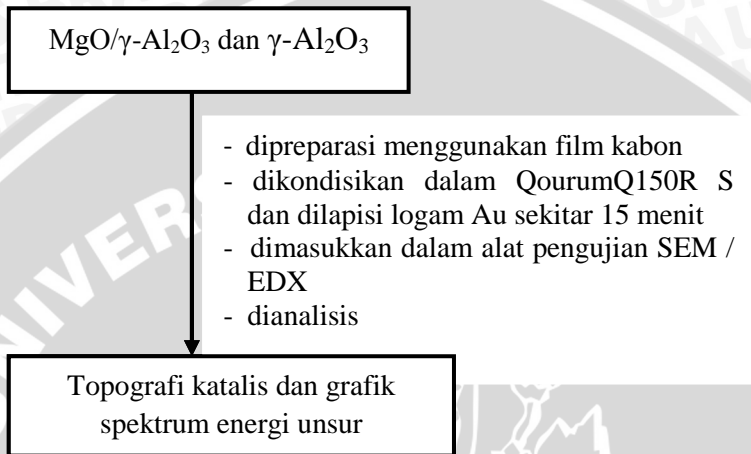 MgO/γ-Al₂O₃ dan γ-Al₂O₃
- dipreparasi menggunakan film kabon
- dikondisikan dalam QourumQ150R S
dan dilapisi logam Au sekitar 15 menit
- dimasukkan dalam alat pengujian SEM /
EDX
- dianalisis
Topografi katalis dan grafik
spektrum energi unsur